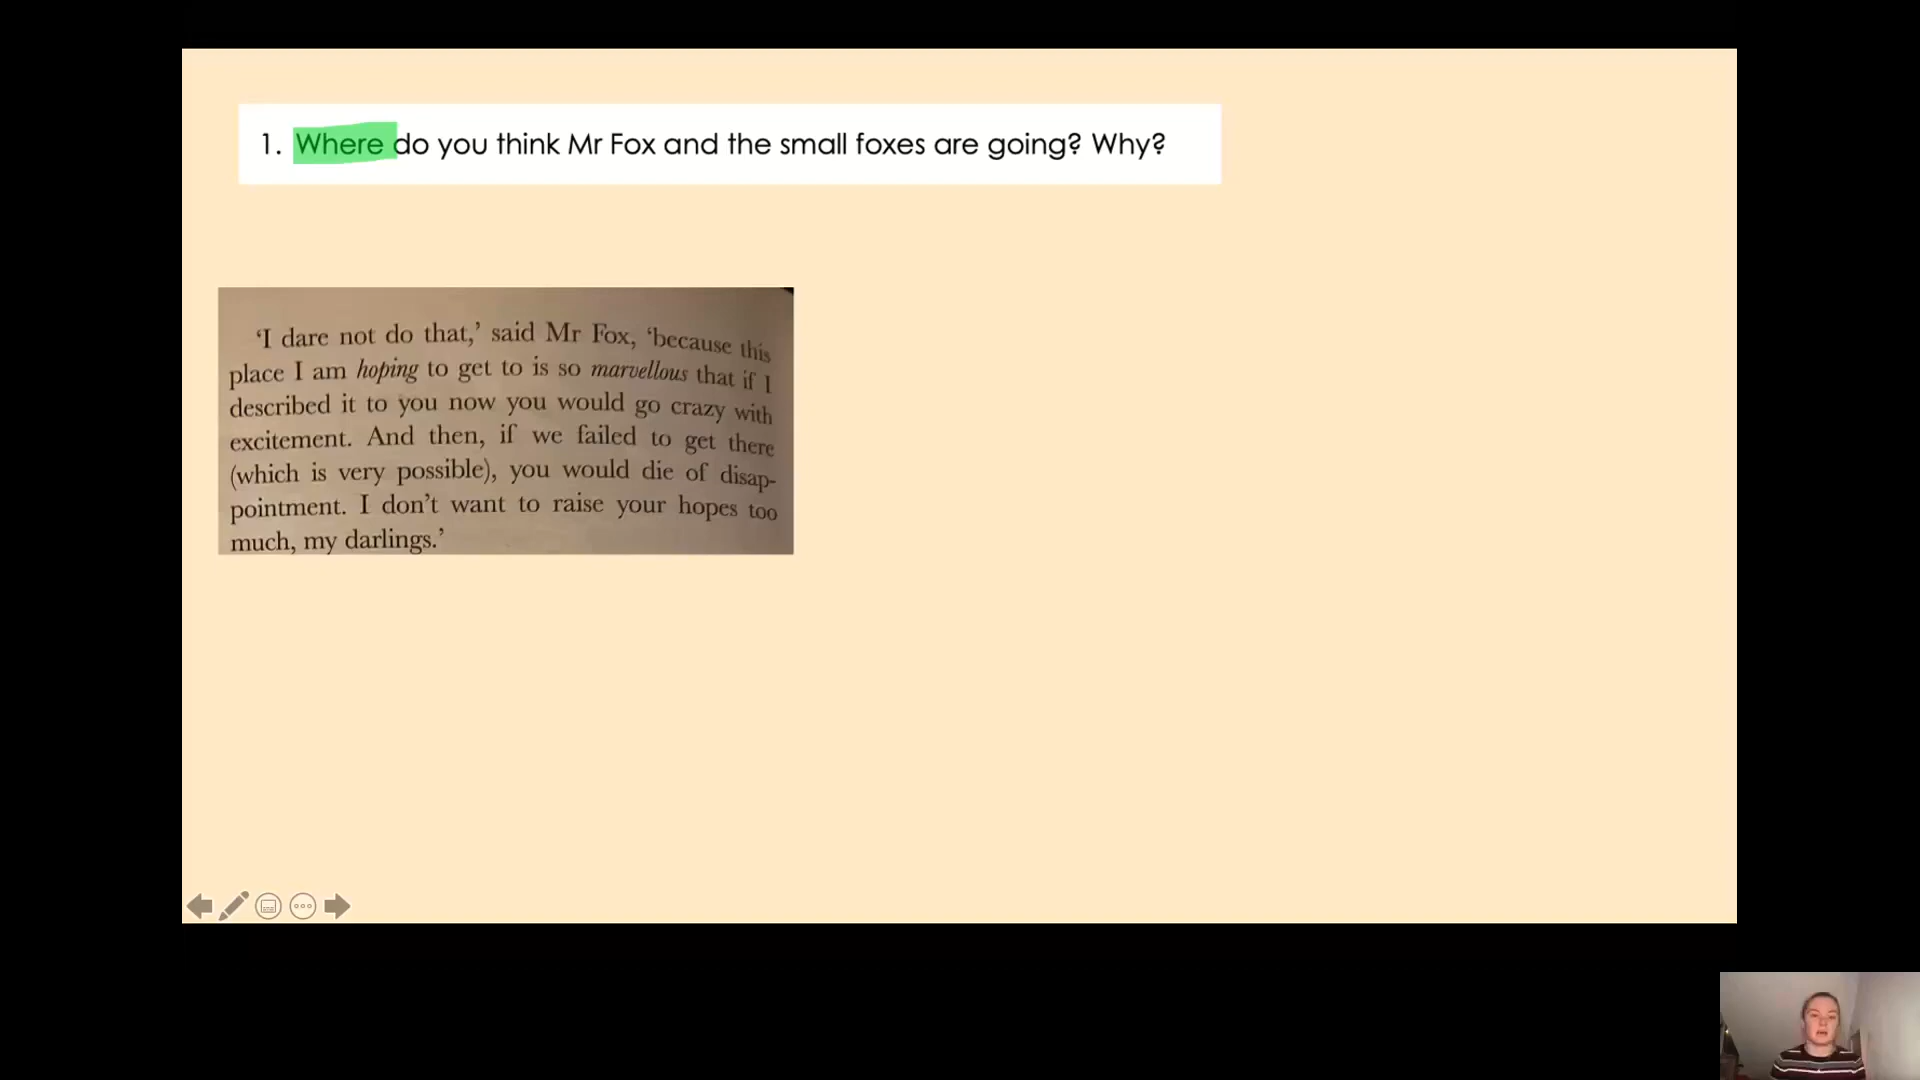 1. Where do you think Mr Fox and the small foxes are going? Why?
‘I dare not do that,’ said Mr Fox, ‘because this
place I am hoping to get to is so marvellous that if I
described it to you now you would go crazy with
excitement. And then, if we failed to get there
(which is very possible), you would die of disap-
pointment. I don’t want to raise your hopes too
much, my darlings.’